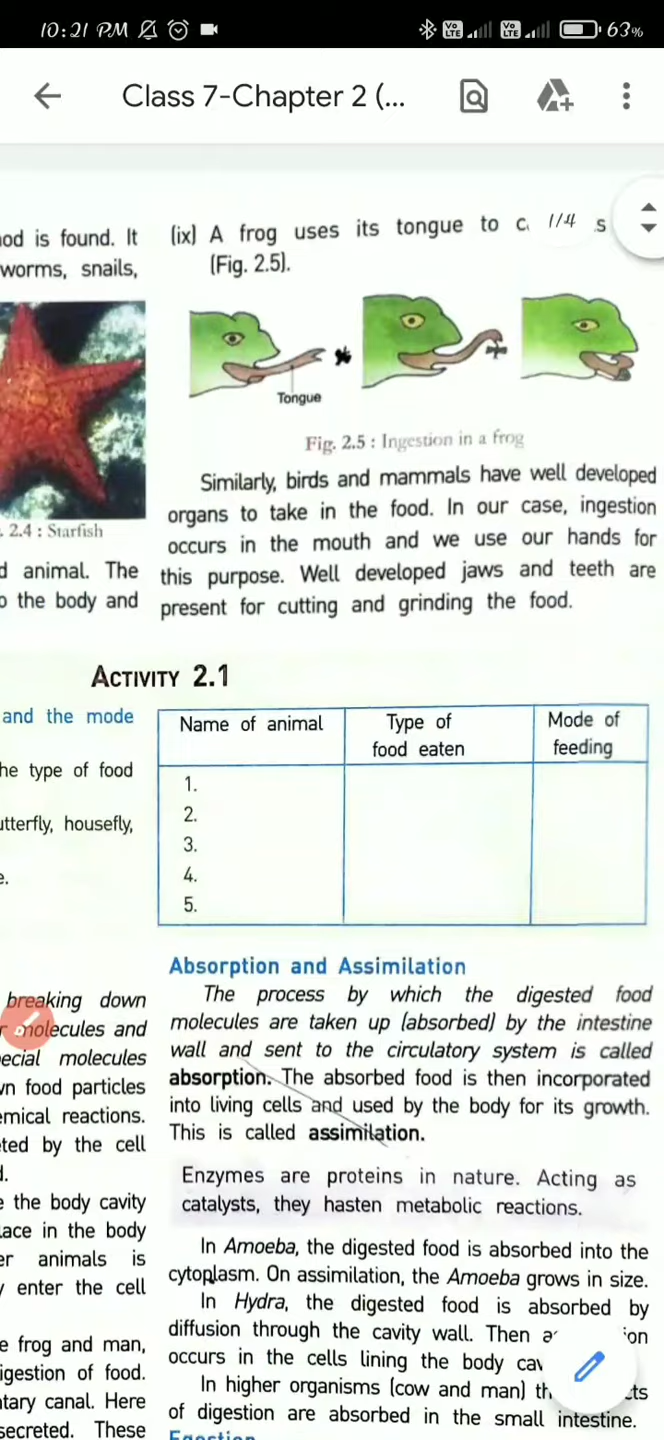 10:21 PM
Vo LTE
Vo LTE
63%
Class 7-Chapter 2 (...
1/4
od is found. It
worms, snails,
. 2.4 : Starfish
d animal. The
o the body and
(ix) A frog uses its tongue to c s
(Fig. 2.5).
Tongue
Fig. 2.5 : Ingestion in a frog
Similarly, birds and mammals have well developed
organs to take in the food. In our case, ingestion
occurs in the mouth and we use our hands for
this purpose. Well developed jaws and teeth are
present for cutting and grinding the food.
ACTIVITY 2.1
and the mode
he type of food
utterfly, housefly,
e.
Name of animal Type of food eaten Mode of feeding
1.
2.
3.
4.
5.
breaking down
r molecules and
ecial molecules
wn food particles
emical reactions.
ted by the cell
d.
e the body cavity
lace in the body
er animals is
y enter the cell
e frog and man,
igestion of food.
ntary canal. Here
secreted. These
Absorption and Assimilation
The process by which the digested food
molecules are taken up (absorbed) by the intestine
wall and sent to the circulatory system is called
absorption. The absorbed food is then incorporated
into living cells and used by the body for its growth.
This is called assimilation.
Enzymes are proteins in nature. Acting as
catalysts, they hasten metabolic reactions.
In Amoeba, the digested food is absorbed into the
cytoplasm. On assimilation, the Amoeba grows in size.
In Hydra, the digested food is absorbed by
diffusion through the cavity wall. Then a ion
occurs in the cells lining the body cav
In higher organisms (cow and man) th cts
of digestion are absorbed in the small intestine.
Egestion